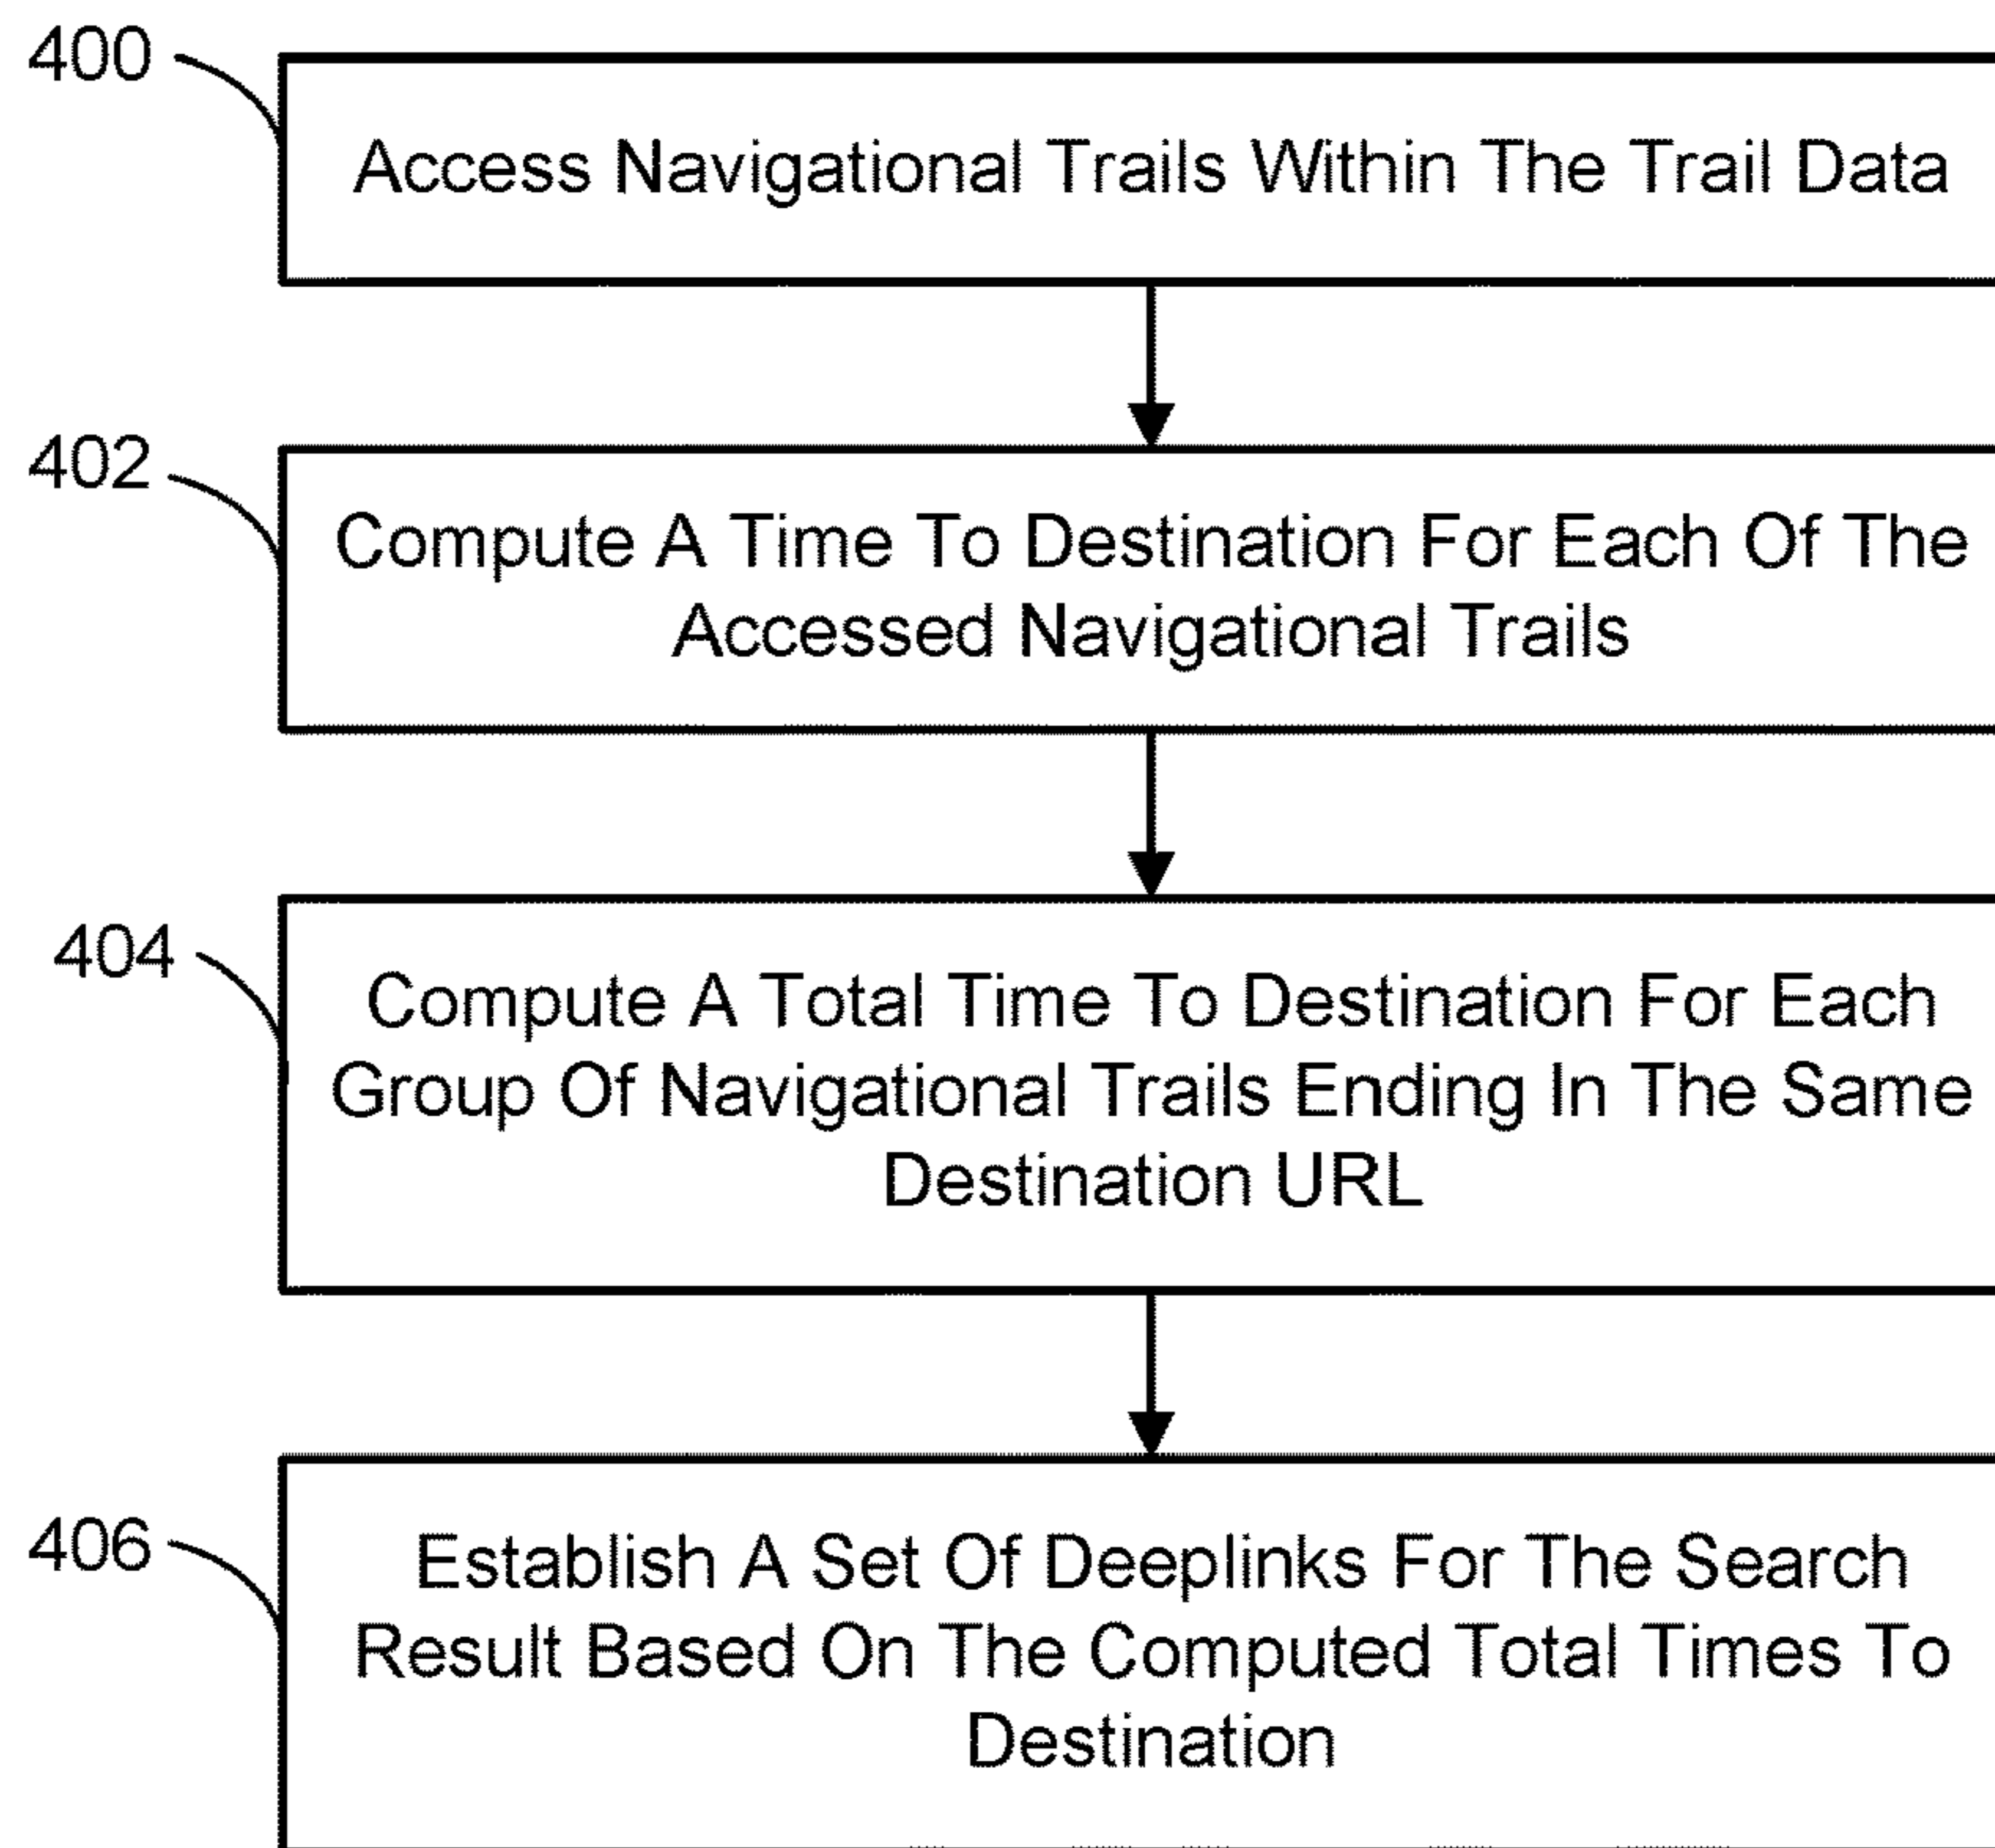 400
Access Navigational Trails Within The Trail Data
402
Compute A Time To Destination For Each Of The
Accessed Navigational Trails
404
Compute A Total Time To Destination For Each
Group Of Navigational Trails Ending In The Same
Destination URL
406
Establish A Set Of Deeplinks For The Search
Result Based On The Computed Total Times To
Destination